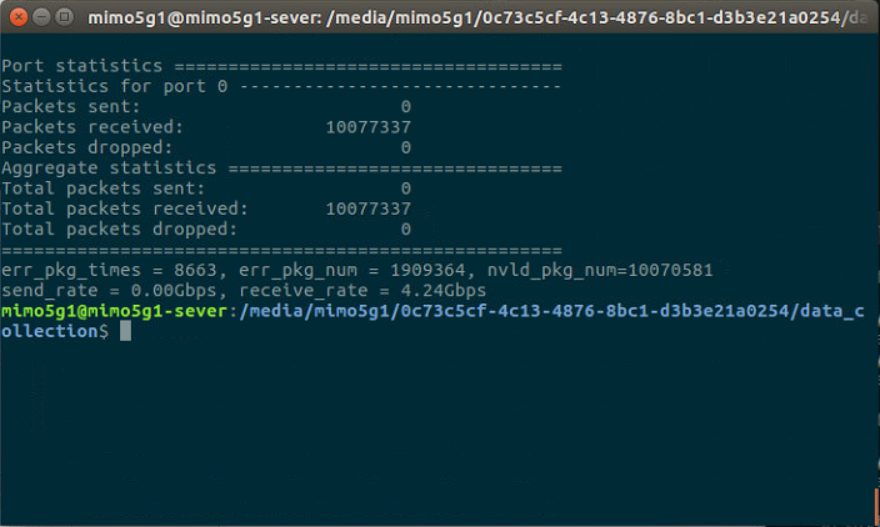 mimo5g1@mimo5g1-sever: /media/mimo5g1/0c73c5cf-4c13-4876-8bc1-d3b3e21a0254/da
Port statistics ====================================
Statistics for port 0 ------------------------------
Packets sent: 0
Packets received: 10077337
Packets dropped: 0
Aggregate statistics ===============================
Total packets sent: 0
Total packets received: 10077337
Total packets dropped: 0
====================================================
err_pkg_times = 8663, err_pkg_num = 1909364, nvld_pkg_num=10070581
send_rate = 0.00Gbps, receive_rate = 4.24Gbps
mimo5g1@mimo5g1-sever:/media/mimo5g1/0c73c5cf-4c13-4876-8bc1-d3b3e21a0254/data_c
ollection$